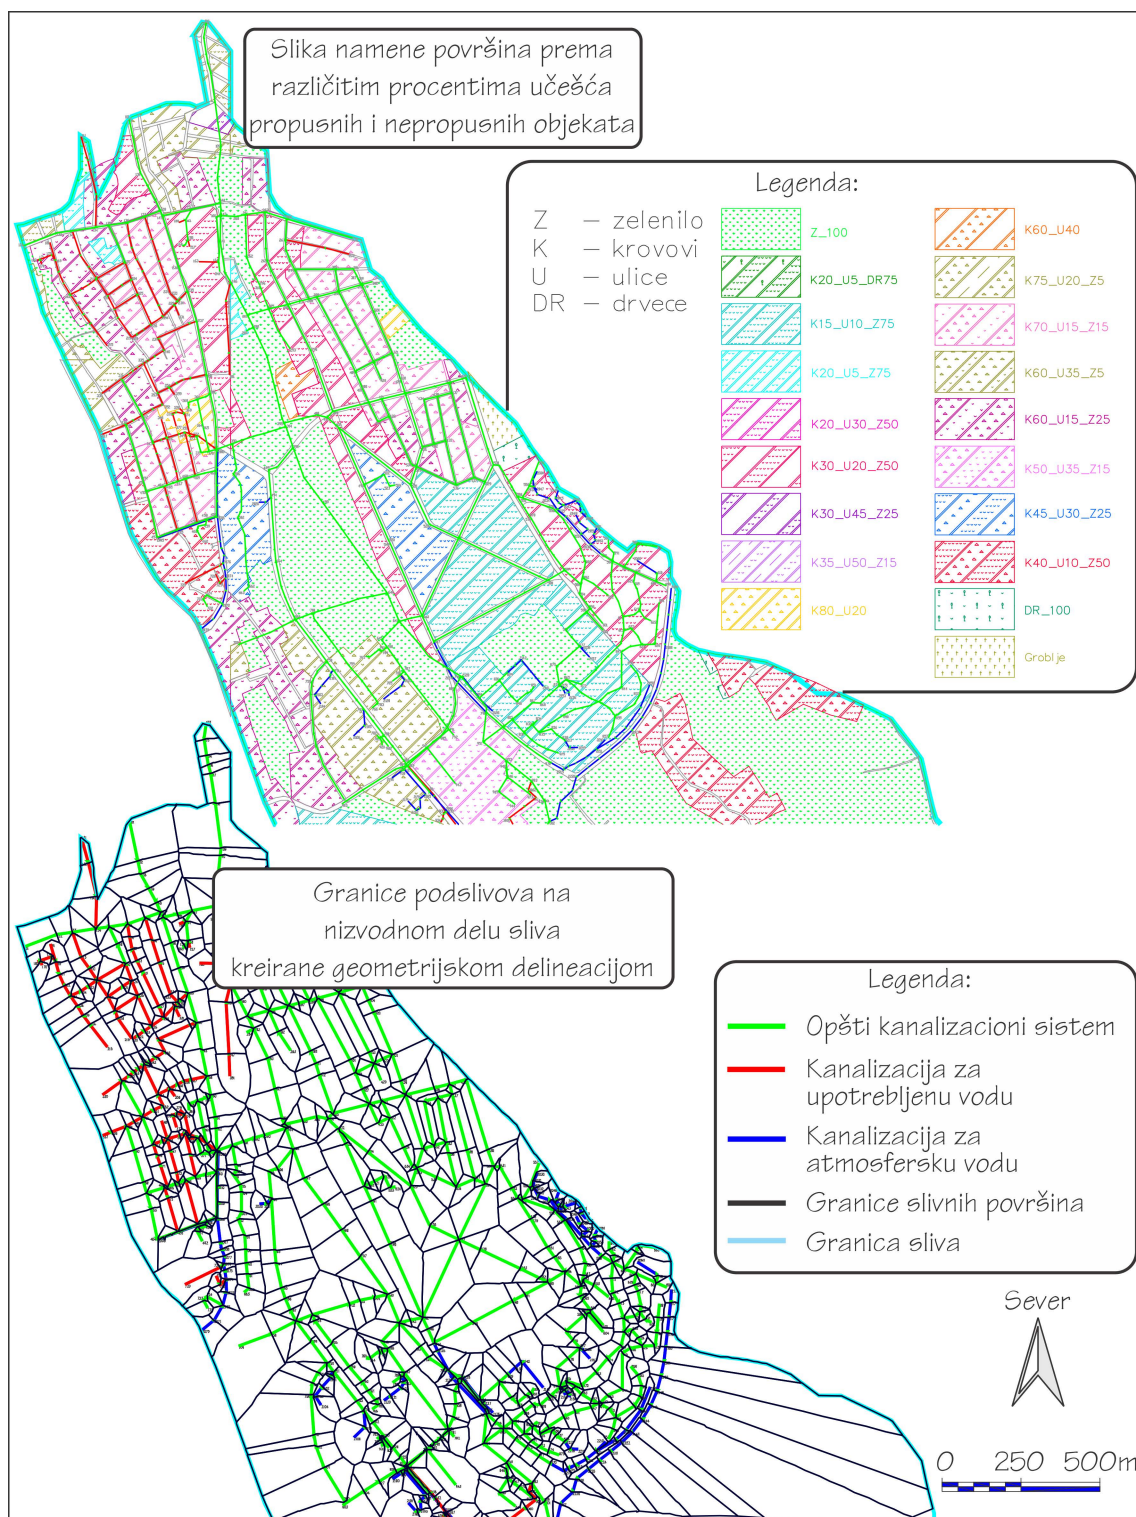 Slika namene površina prema
različitim procentima učešća
propusnih i nepropusnih objekata
Legenda:
Z – zelenilo
K – krovovi
U – ulice
DR – drvece
Z_100
K20_U5_DR75
K15_U10_Z75
K20_U5_Z75
K20_U30_Z50
K30_U20_Z50
K30_U45_Z25
K35_U50_Z15
K80_U20
K60_U40
K75_U20_Z5
K70_U15_Z15
K60_U35_Z5
K60_U15_Z25
K50_U35_Z15
K45_U30_Z25
K40_U10_Z50
DR_100
Groblje
Granice podslivova na
nizvodnom delu sliva
kreirane geometrijskom delineacijom
Legenda:
Opšti kanalizacioni sistem
Kanalizacija za
upotrebljenu vodu
Kanalizacija za
atmosfersku vodu
Granice slivnih površina
Granica sliva
Sever
0 250 500m